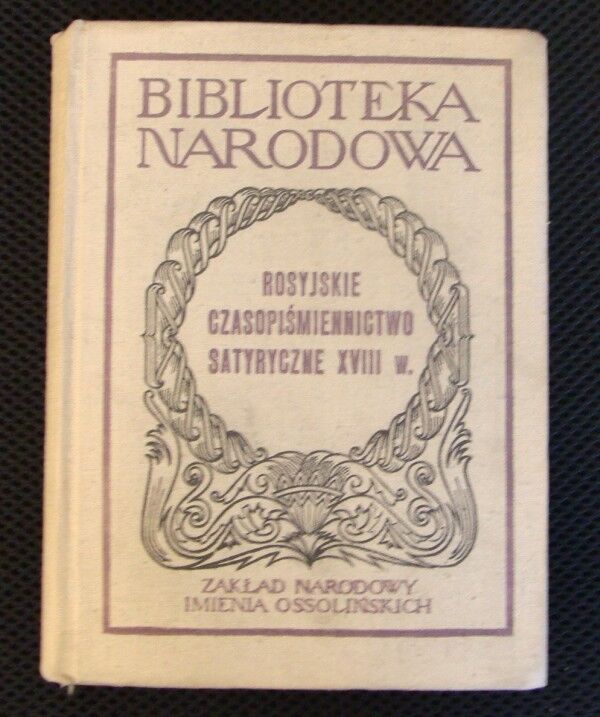 BIBLIOTEKA
NARODOWA
ROSYJSKIE
CZASOPIŚMIENNICTWO
SATYRYCZNE XVIII w.
ZAKŁAD NARODOWY
IMIENIA OSSOLIŃSKICH